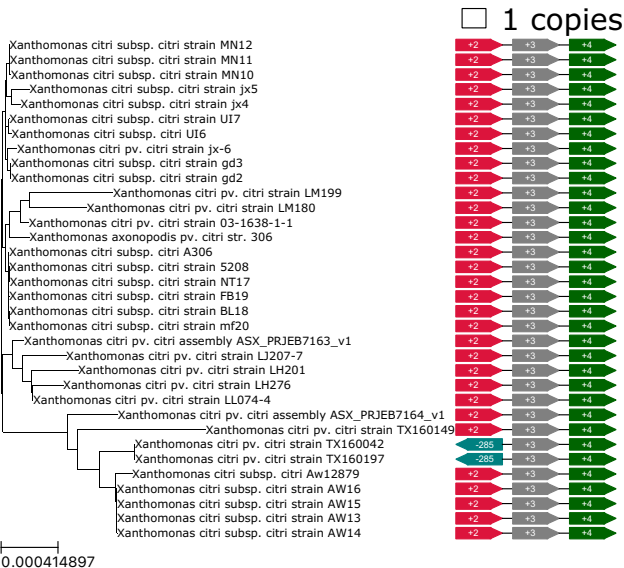 1 copies
Xanthomonas citri subsp. citri strain MN12 +2 +3 +4
Xanthomonas citri subsp. citri strain MN11 +2 +3 +4
Xanthomonas citri subsp. citri strain MN10 +2 +3 +4
Xanthomonas citri subsp. citri strain jx5 +2 +3 +4
Xanthomonas citri subsp. citri strain jx4 +2 +3 +4
Xanthomonas citri subsp. citri strain UI7 +2 +3 +4
Xanthomonas citri subsp. citri UI6 +2 +3 +4
Xanthomonas citri pv. citri strain jx-6 +2 +3 +4
Xanthomonas citri subsp. citri strain gd3 +2 +3 +4
Xanthomonas citri subsp. citri strain gd2 +2 +3 +4
Xanthomonas citri pv. citri strain LM199 +2 +3 +4
Xanthomonas citri pv. citri strain LM180 +2 +3 +4
Xanthomonas citri pv. citri strain 03-1638-1-1 +2 +3 +4
Xanthomonas axonopodis pv. citri str. 306 +2 +3 +4
Xanthomonas citri subsp. citri A306 +2 +3 +4
Xanthomonas citri subsp. citri strain 5208 +2 +3 +4
Xanthomonas citri subsp. citri strain NT17 +2 +3 +4
Xanthomonas citri subsp. citri strain FB19 +2 +3 +4
Xanthomonas citri subsp. citri strain BL18 +2 +3 +4
Xanthomonas citri subsp. citri strain mf20 +2 +3 +4
Xanthomonas citri pv. citri assembly ASX_PRJEB7163_v1 +2 +3 +4
Xanthomonas citri pv. citri strain LJ207-7 +2 +3 +4
Xanthomonas citri pv. citri strain LH201 +2 +3 +4
Xanthomonas citri pv. citri strain LH276 +2 +3 +4
Xanthomonas citri pv. citri strain LL074-4 +2 +3 +4
Xanthomonas citri pv. citri assembly ASX_PRJEB7164_v1 +2 +3 +4
Xanthomonas citri pv. citri strain TX160149 +2 +3 +4
Xanthomonas citri pv. citri strain TX160042 -285 +3 +4
Xanthomonas citri pv. citri strain TX160197 -285 +3 +4
Xanthomonas citri subsp. citri Aw12879 +2 +3 +4
Xanthomonas citri subsp. citri strain AW16 +2 +3 +4
Xanthomonas citri subsp. citri strain AW15 +2 +3 +4
Xanthomonas citri subsp. citri strain AW13 +2 +3 +4
Xanthomonas citri subsp. citri strain AW14 +2 +3 +4
0.000414897